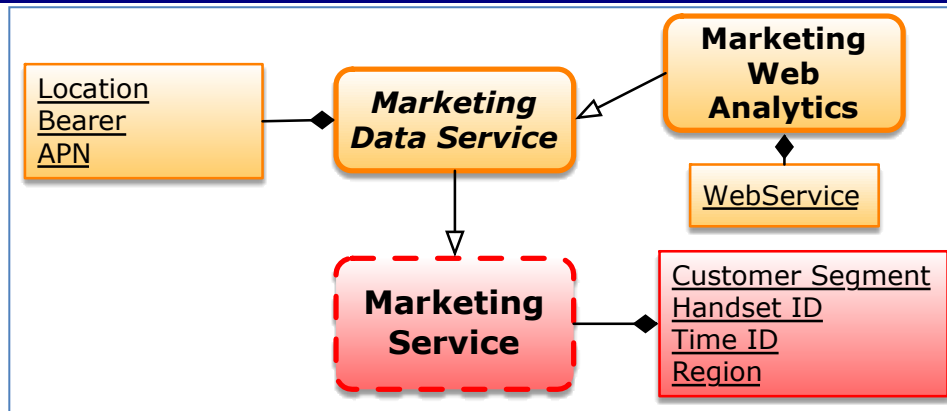 Marketing
Web
Analytics
Location
Bearer
APN
Marketing
Data Service
WebService
Marketing
Service
Customer Segment
Handset ID
Time ID
Region